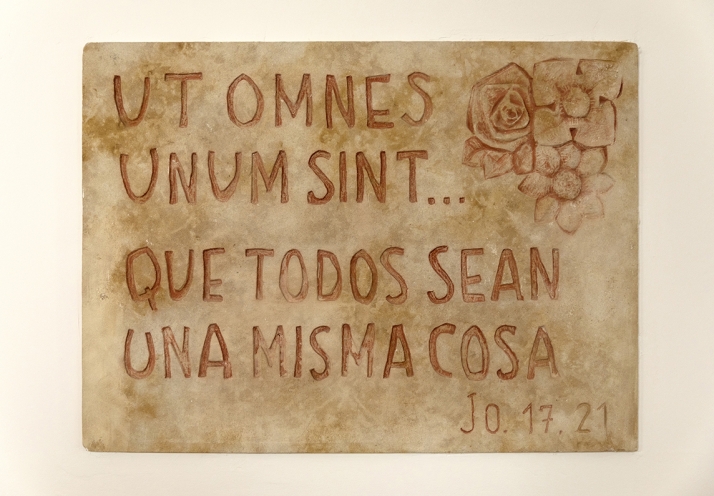 UT OMNES
UNUM SINT...
QUE TODOS SEAN
UNA MISMA COSA
Jo. 17. 21